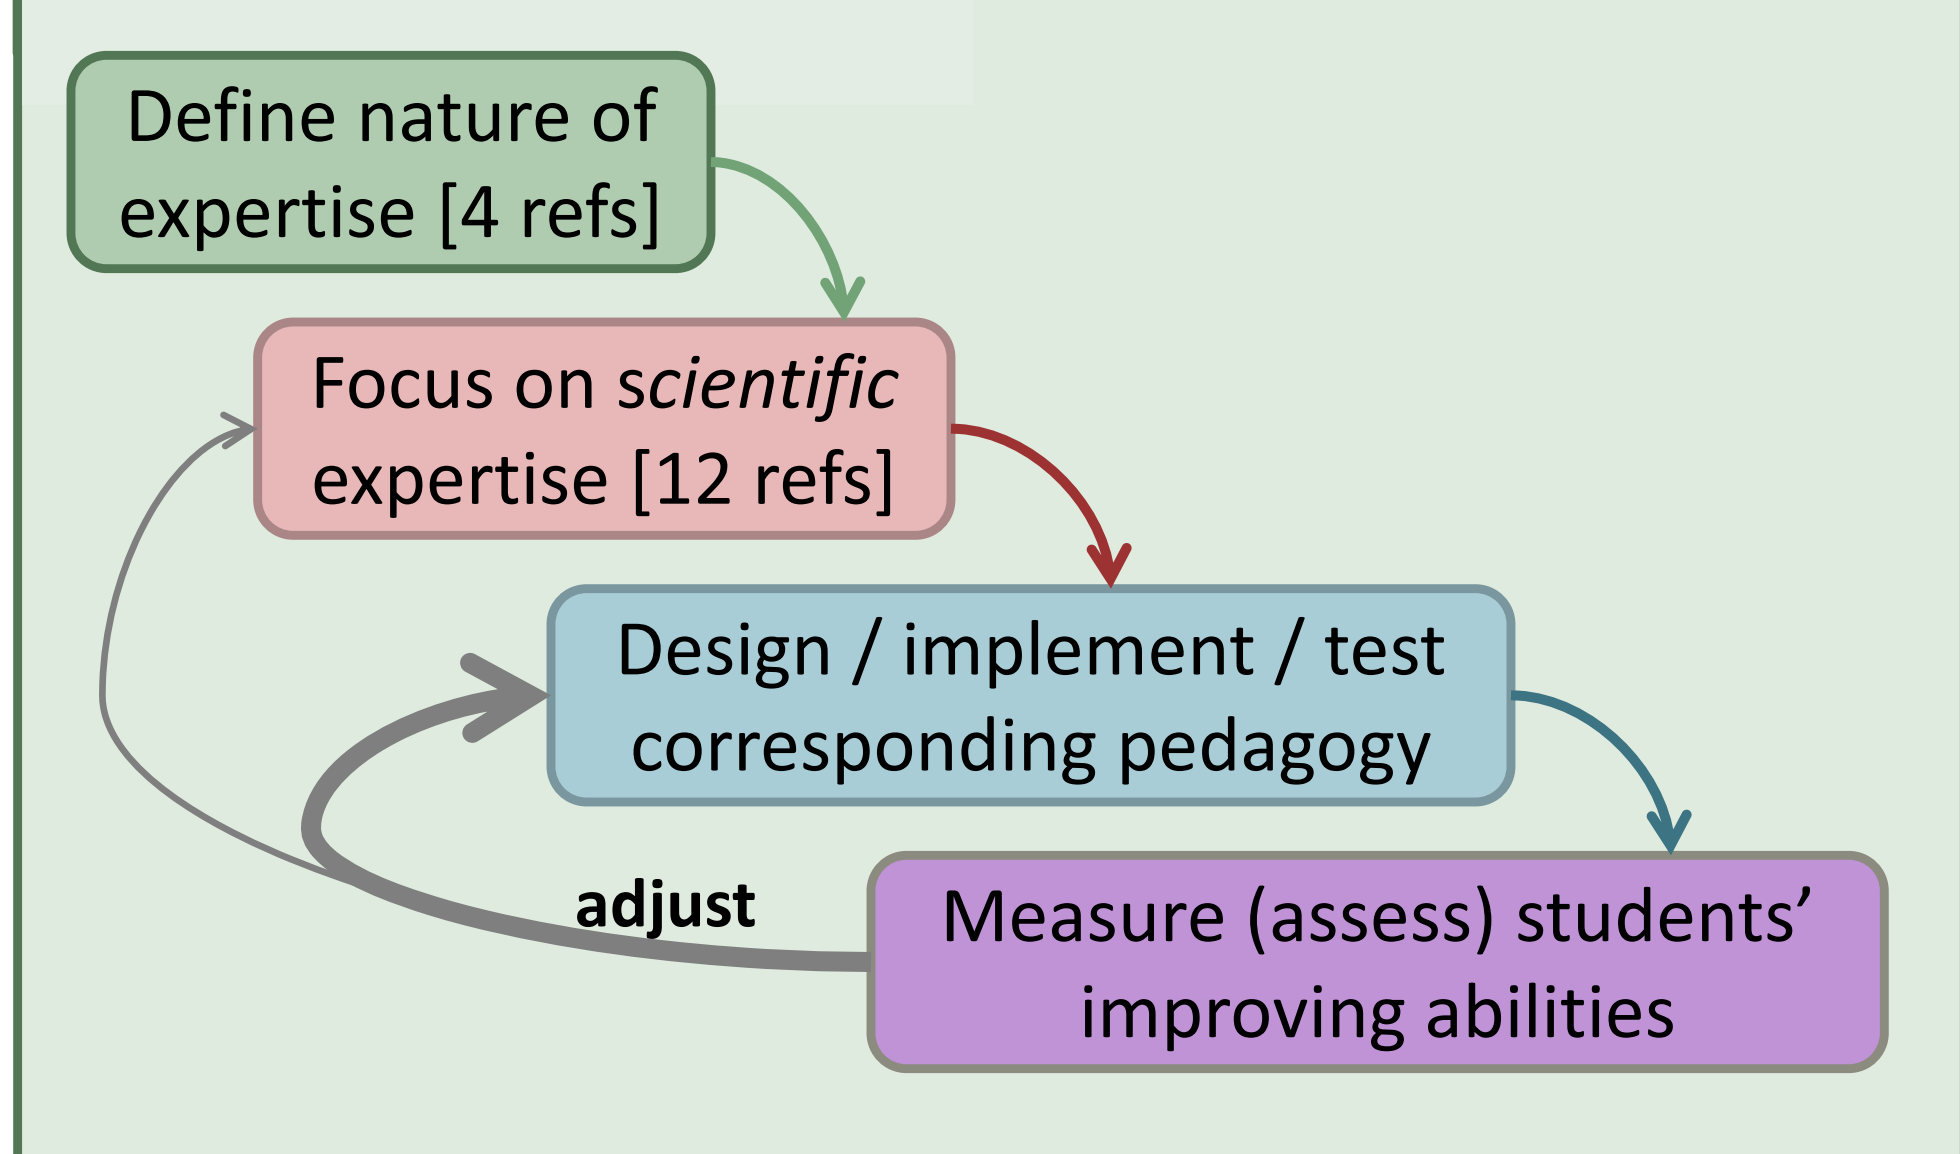 Define nature of
expertise [4 refs]
Focus on scientific
expertise [12 refs]
Design / implement / test
corresponding pedagogy
adjust
Measure (assess) students’
improving abilities